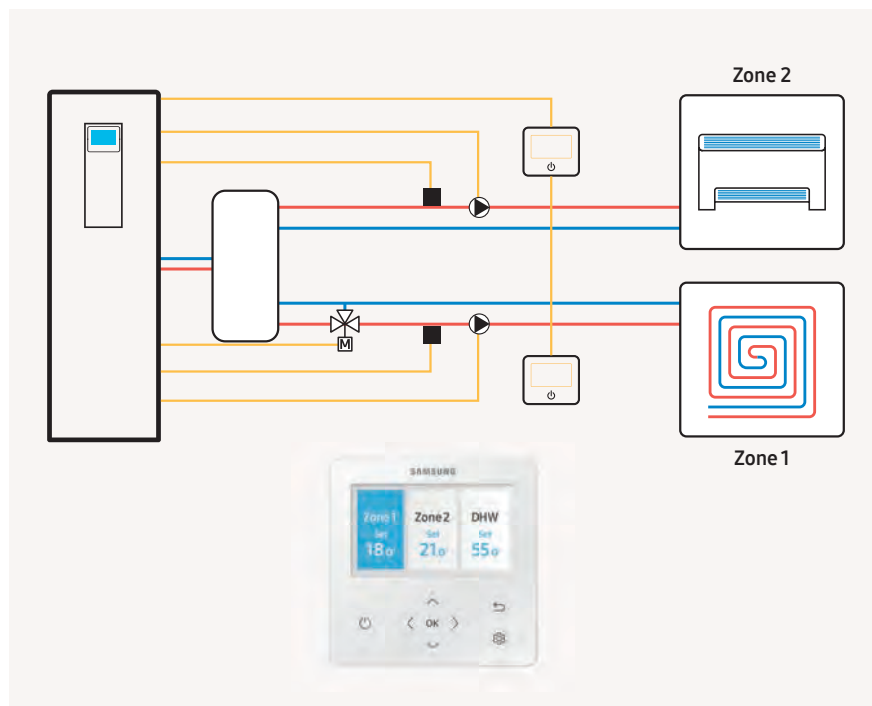 Zone 2
M
Zone 1
SAMSUNG
Zone 1 Zone 2 DHW
Set Set Set
18 21 55
OK